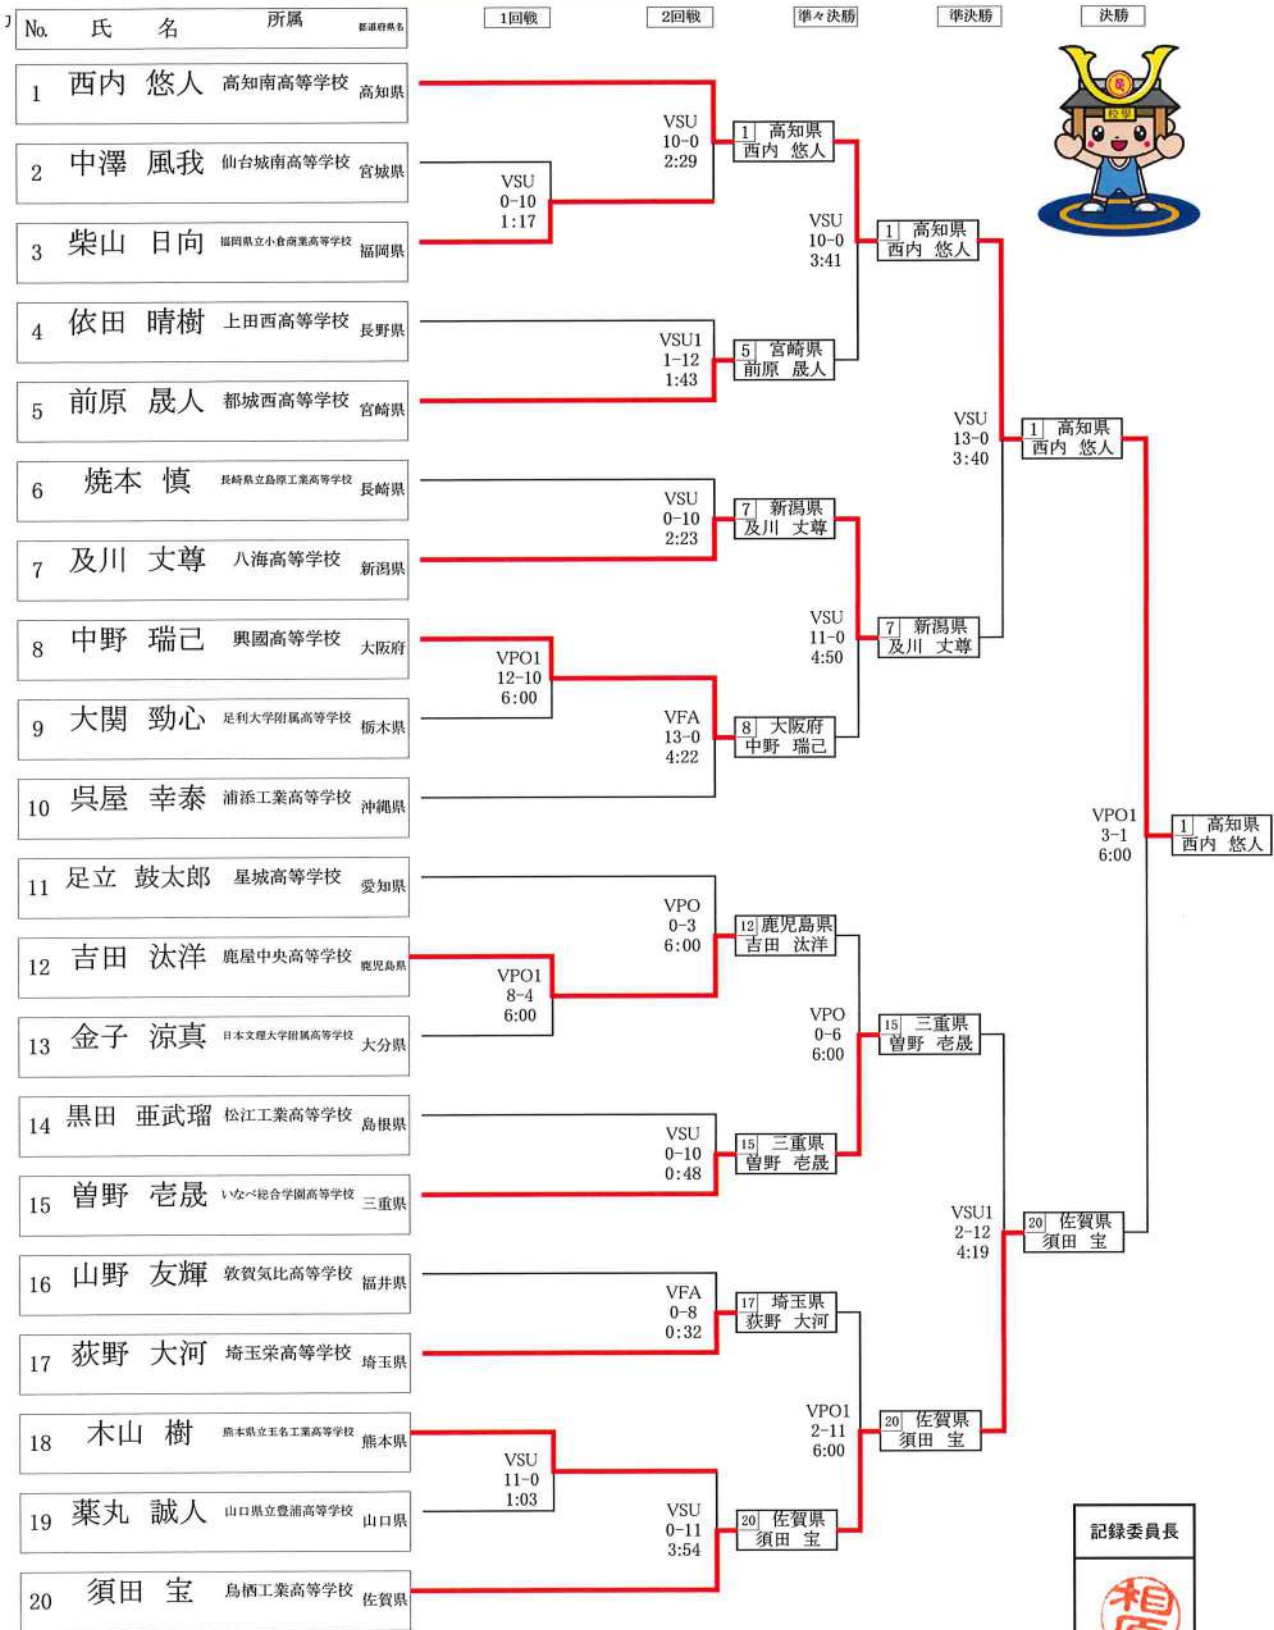 No. 氏 名 所属 都道府県名 1回戦 2回戦 準々決勝 準決勝 決勝
1 西内 悠人 高知南高等学校 高知県
2 中澤 風我 仙台城南高等学校 宮城県
3 柴山 日向 福岡県立小倉商業高等学校 福岡県
4 依田 晴樹 上田西高等学校 長野県
5 前原 晟人 都城西高等学校 宮崎県
6 焼本 慎 長崎県立島原工業高等学校 長崎県
7 及川 丈尊 八海高等学校 新潟県
8 中野 瑞己 興國高等学校 大阪府
9 大関 勁心 足利大学附属高等学校 栃木県
10 呉屋 幸泰 浦添工業高等学校 沖縄県
11 足立 鼓太郎 星城高等学校 愛知県
12 吉田 汰洋 鹿屋中央高等学校 鹿児島県
13 金子 涼真 日本文理大学附属高等学校 大分県
14 黒田 亜武瑠 松江工業高等学校 島根県
15 曽野 壱晟 いなべ総合学園高等学校 三重県
16 山野 友輝 敦賀気比高等学校 福井県
17 荻野 大河 埼玉栄高等学校 埼玉県
18 木山 樹 熊本県立玉名工業高等学校 熊本県
19 薬丸 誠人 山口県立豊浦高等学校 山口県
20 須田 宝 鳥栖工業高等学校 佐賀県
VSU
0-10
1:17
VPO1
12-10
6:00
VPO1
8-4
6:00
VSU
11-0
1:03
VSU
10-0
2:29
VSU1
1-12
1:43
VSU
0-10
2:23
VFA
13-0
4:22
VPO
0-3
6:00
VSU
0-10
0:48
VFA
0-8
0:32
VSU
0-11
3:54
1 高知県
西内 悠人
5 宮崎県
前原 晟人
7 新潟県
及川 丈尊
8 大阪府
中野 瑞己
12 鹿児島県
吉田 汰洋
15 三重県
曽野 壱晟
17 埼玉県
荻野 大河
20 佐賀県
須田 宝
VSU
10-0
3:41
VSU
11-0
4:50
VPO
0-6
6:00
VPO1
2-11
6:00
1 高知県
西内 悠人
7 新潟県
及川 丈尊
15 三重県
曽野 壱晟
20 佐賀県
須田 宝
VSU
13-0
3:40
VSU1
2-12
4:19
1 高知県
西内 悠人
20 佐賀県
須田 宝
VPO1
3-1
6:00
1 高知県
西内 悠人
校學
記録委員長